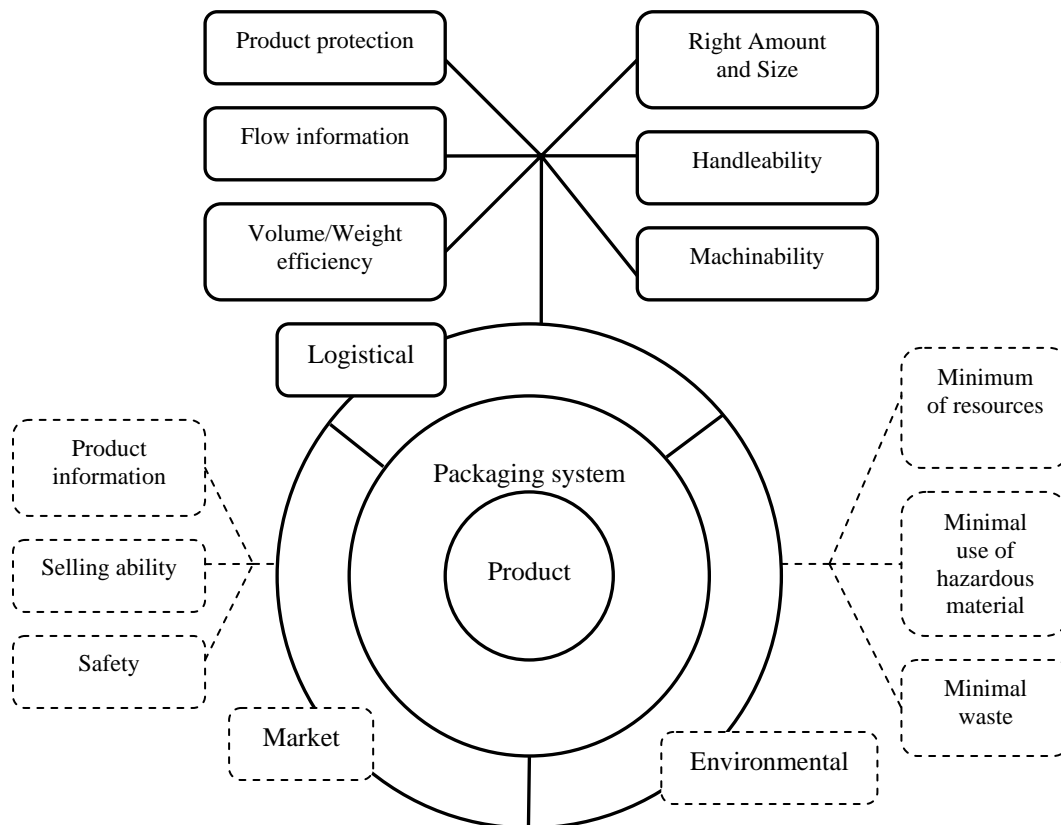 Product protection
Right Amount
and Size
Flow information
Handleability
Volume/Weight
efficiency
Machinability
Logistical
Minimum
of resources
Product
information
Packaging system
Selling ability
Product
Minimal
use of
hazardous
material
Safety
Minimal
waste
Market
Environmental